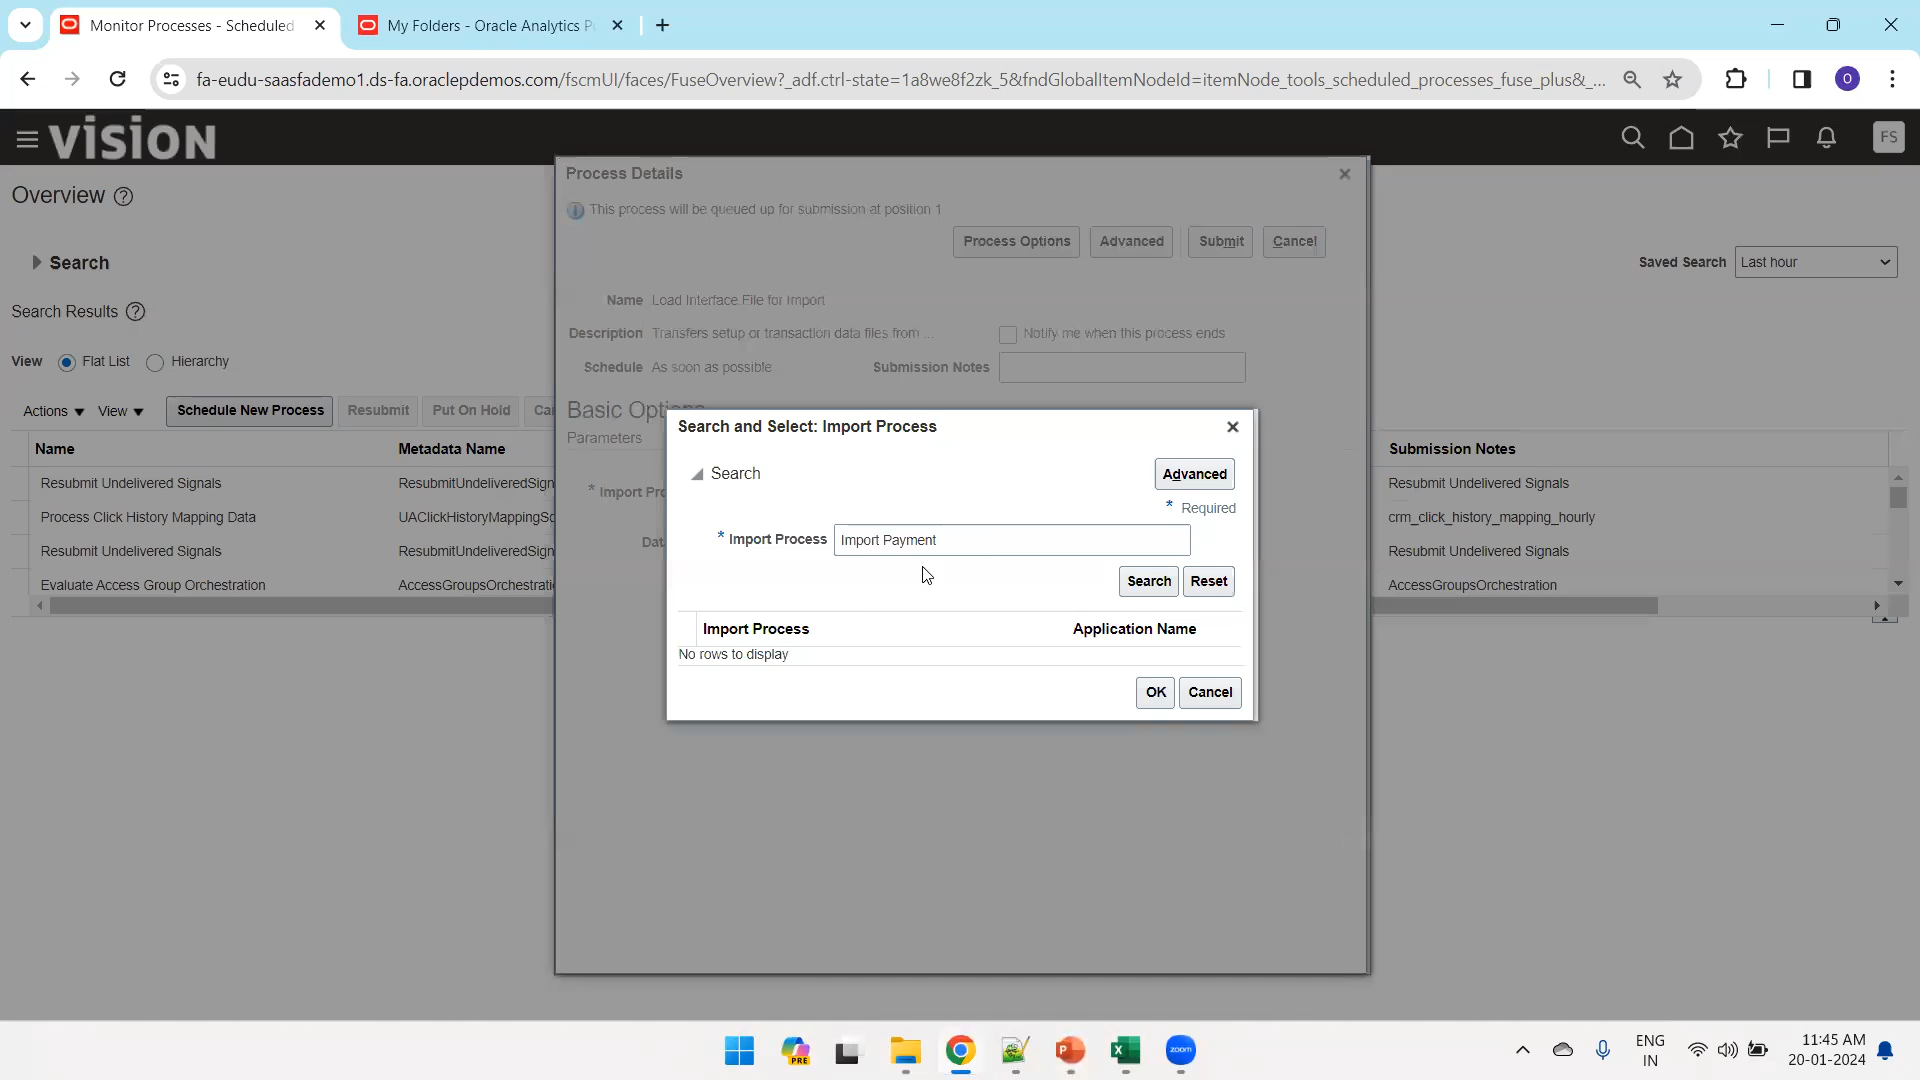 Monitor Processes - Scheduled
My Folders - Oracle Analytics P
fa-eudu-saasfademo1.ds-fa.oraclepdemos.com/fscmUI/faces/FuseOverview?_adf.ctrl-state=1a8we8f2zk_5&fndGlobalItemNodeId=itemNode_tools_scheduled_processes_fuse_plus&_...
O
vision
FS
Overview
Search
Saved Search Last hour
Search Results
View Flat List Hierarchy
Actions View Schedule New Process Resubmit Put On Hold Ca
Name Metadata Name Submission Notes
Resubmit Undelivered Signals ResubmitUndeliveredSign Resubmit Undelivered Signals
Process Click History Mapping Data UAClickHistoryMappingSc crm_click_history_mapping_hourly
Resubmit Undelivered Signals ResubmitUndeliveredSign Resubmit Undelivered Signals
Evaluate Access Group Orchestration AccessGroupsOrchestrati AccessGroupsOrchestration
Process Details
This process will be queued up for submission at position 1
Process Options Advanced Submit Cancel
Name Load Interface File for Import
Description Transfers setup or transaction data files from ... Notify me when this process ends
Schedule As soon as possible Submission Notes
Basic Options
Parameters
* Import Pro
Data
Search and Select: Import Process
Search Advanced
* Required
* Import Process Import Payment
Search Reset
Import Process Application Name
No rows to display
OK Cancel
PRE
P
X
zoom
ENG
IN
11:45 AM
20-01-2024